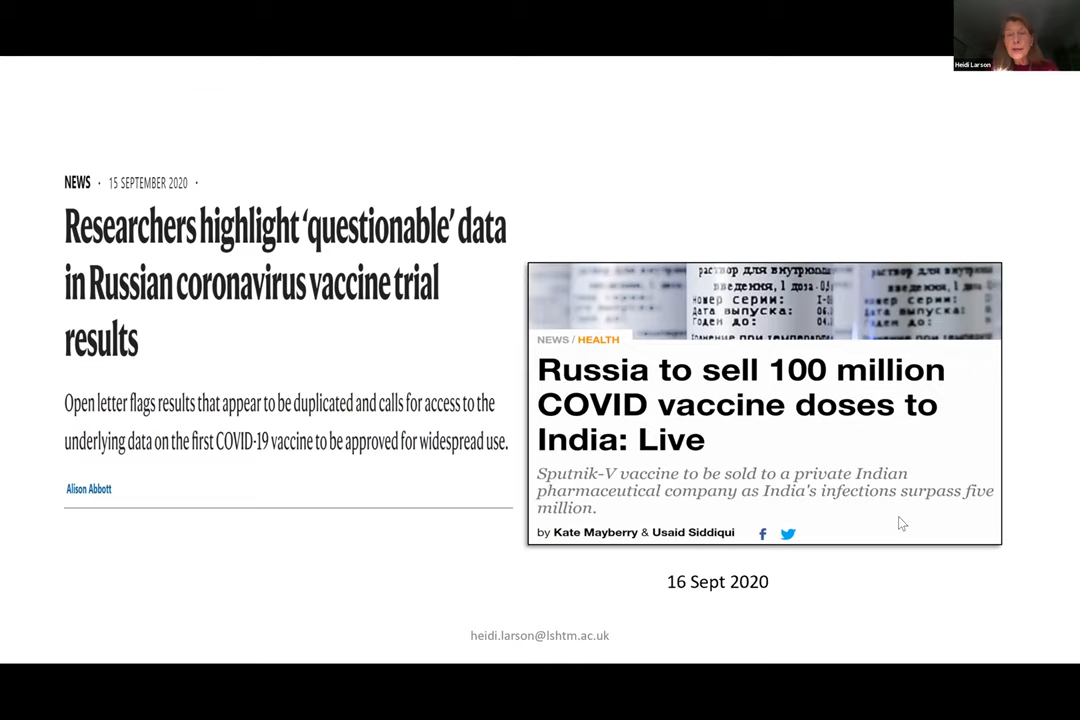 Heidi Larson
NEWS · 15 SEPTEMBER 2020 ·
Researchers highlight ‘questionable’ data
in Russian coronavirus vaccine trial
results
Open letter flags results that appear to be duplicated and calls for access to the
underlying data on the first COVID-19 vaccine to be approved for widespread use.
Alison Abbott
раствор для внутримыш
введения, 1 доза
номер серии:
Дата выпуска:
Годен до:
NEWS / HEALTH
Russia to sell 100 million
COVID vaccine doses to
India: Live
Sputnik-V vaccine to be sold to a private Indian
pharmaceutical company as India's infections surpass five
million.
by Kate Mayberry & Usaid Siddiqui
16 Sept 2020
heidi.larson@lshtm.ac.uk